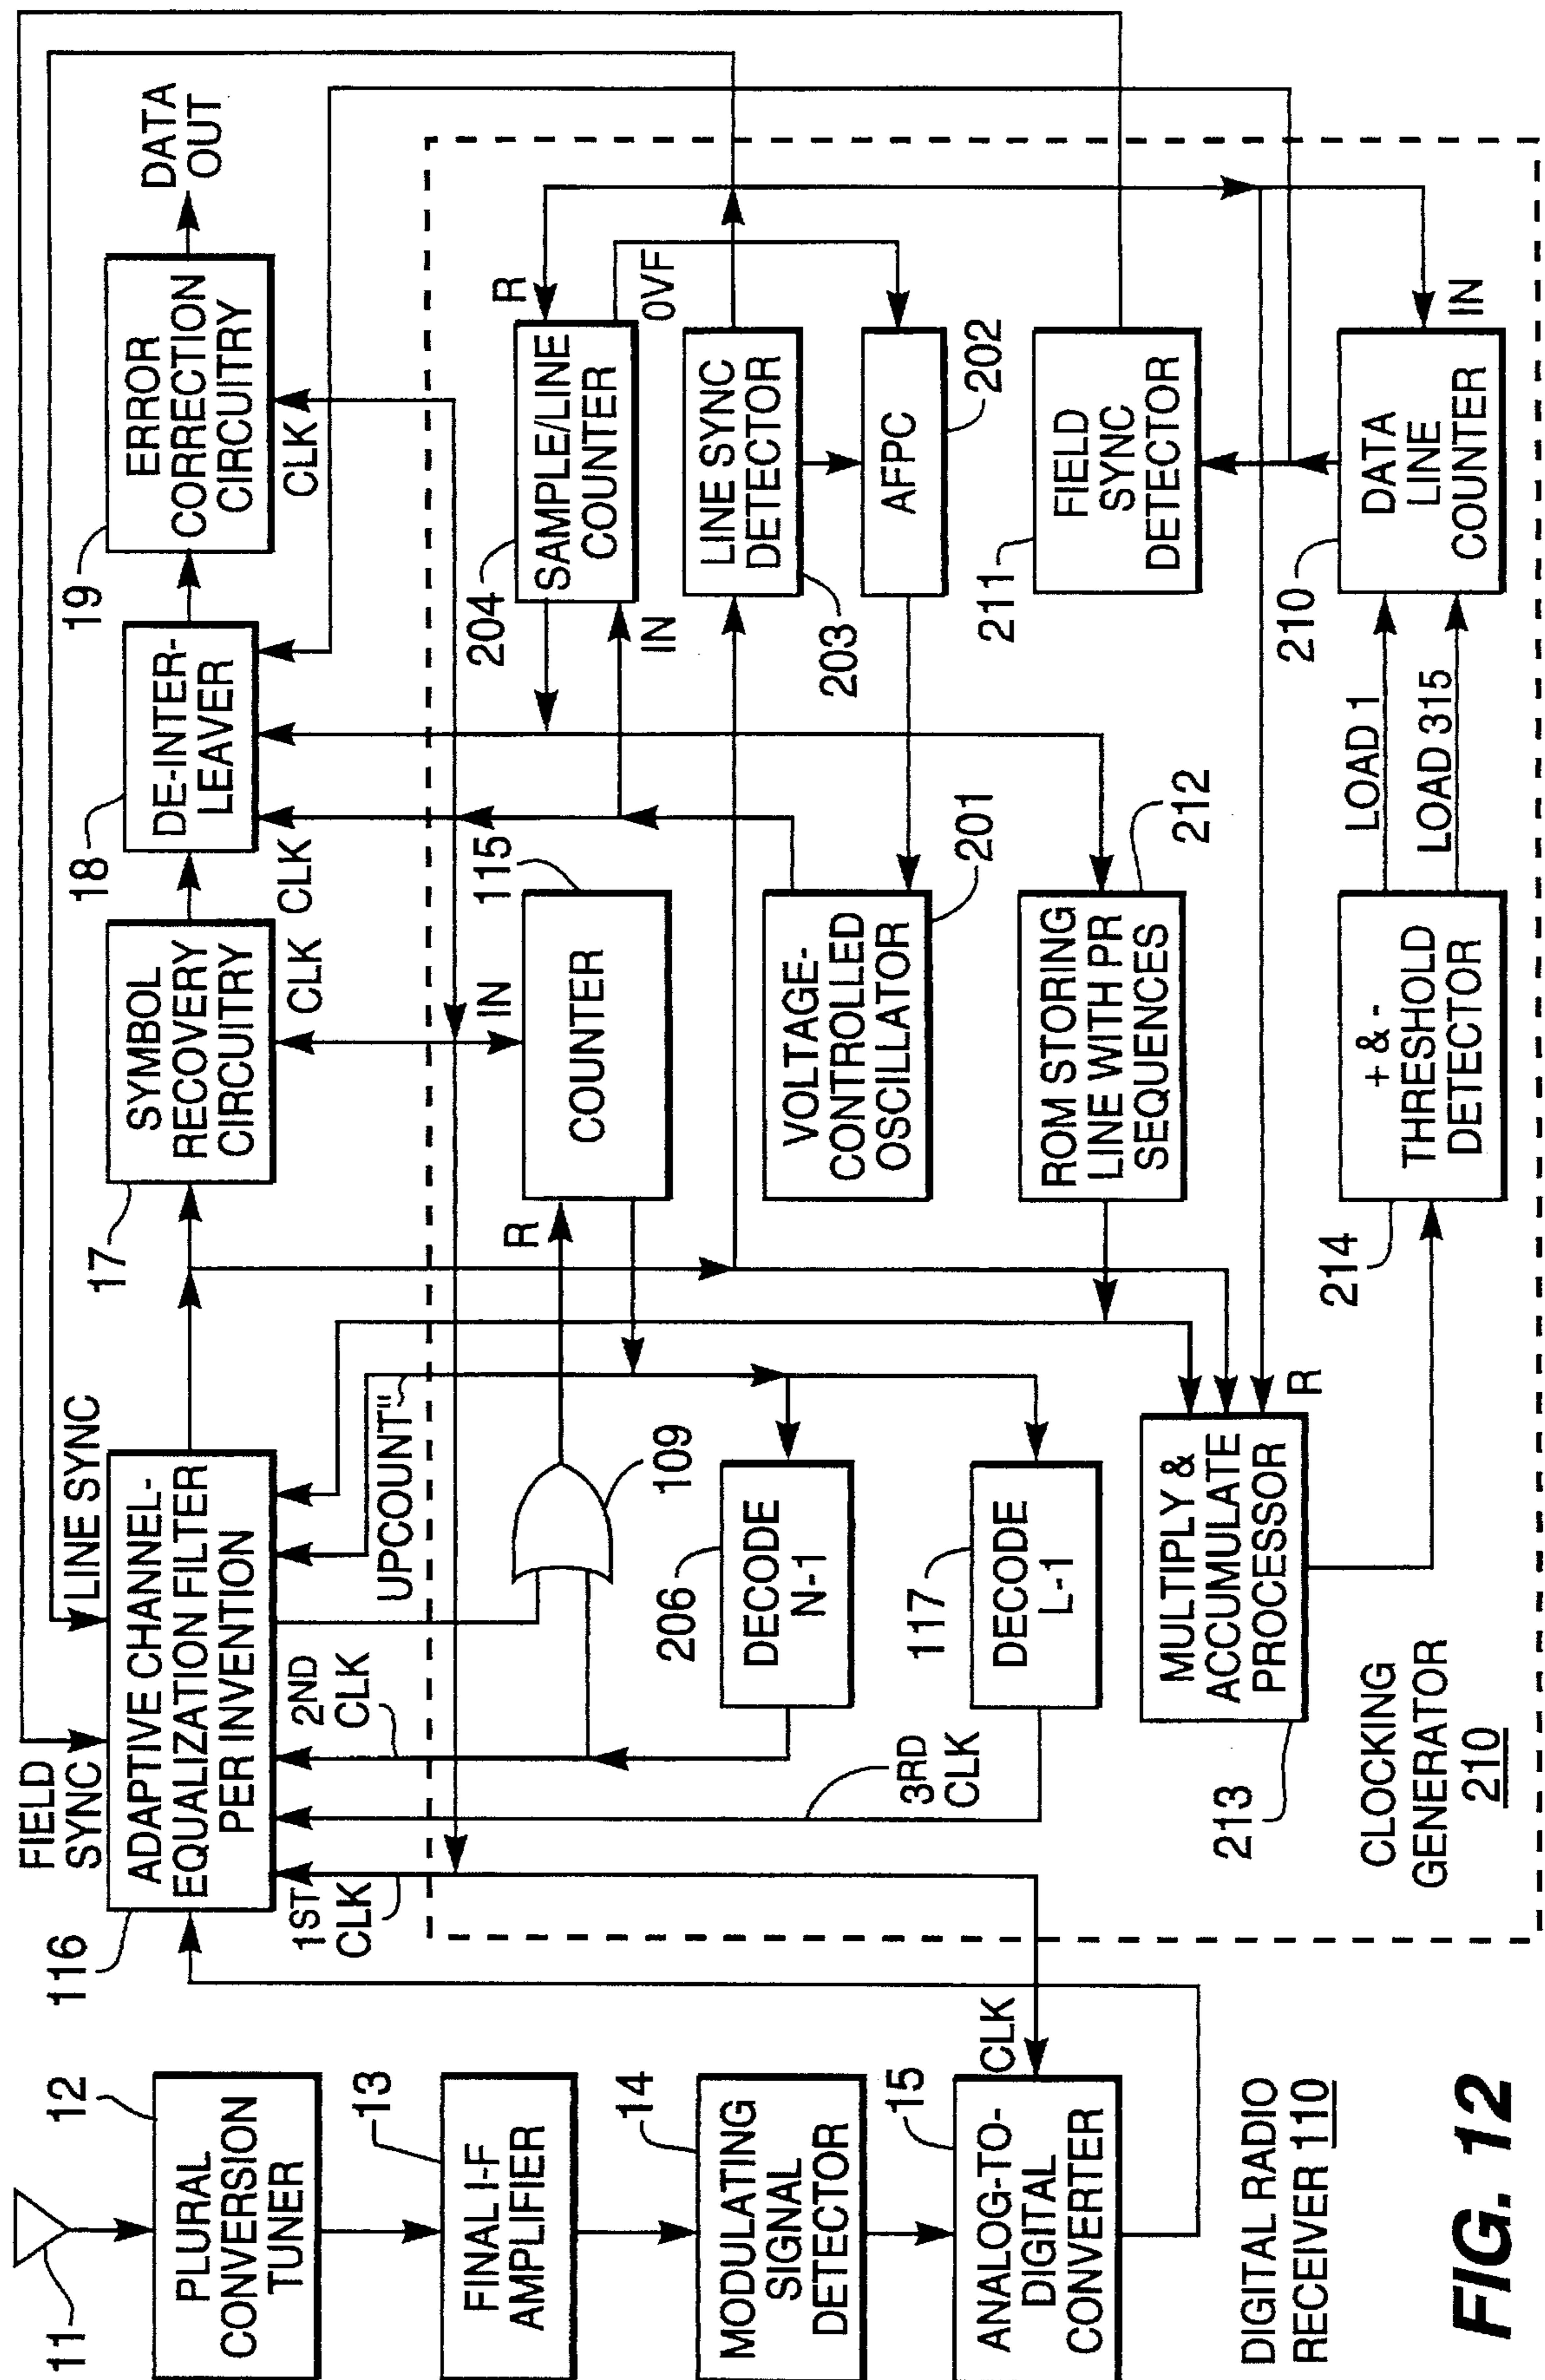 11
12
PLURAL
CONVERSION
TUNER
13
FINAL I-F
AMPLIFIER
14
MODULATING
SIGNAL
DETECTOR
15
ANALOG-TO-
DIGITAL
CONVERTER
CLK
DIGITAL RADIO
RECEIVER 110
FIELD
SYNC
LINE SYNC
116
ADAPTIVE CHANNEL-
EQUALIZATION FILTER
PER INVENTION
1ST
CLK
2ND
CLK
3RD
CLK
UPCOUNT"
17
SYMBOL
RECOVERY
CIRCUITRY
CLK
18
DE-INTER-
LEAVER
CLK
19
ERROR
CORRECTION
CIRCUITRY
CLK
DATA
OUT
109
R
115
COUNTER
IN
204
SAMPLE/LINE
COUNTER
R
IN
OVF
206
DECODE
N-1
117
DECODE
L-1
201
VOLTAGE-
CONTROLLED
OSCILLATOR
203
LINE SYNC
DETECTOR
AFPC
202
212
ROM STORING
LINE WITH PR
SEQUENCES
211
FIELD
SYNC
DETECTOR
213
MULTIPLY &
ACCUMULATE
PROCESSOR
R
214
+ & -
THRESHOLD
DETECTOR
LOAD 1
LOAD 315
210
DATA
LINE
COUNTER
IN
CLOCKING
GENERATOR
210
FIG. 12